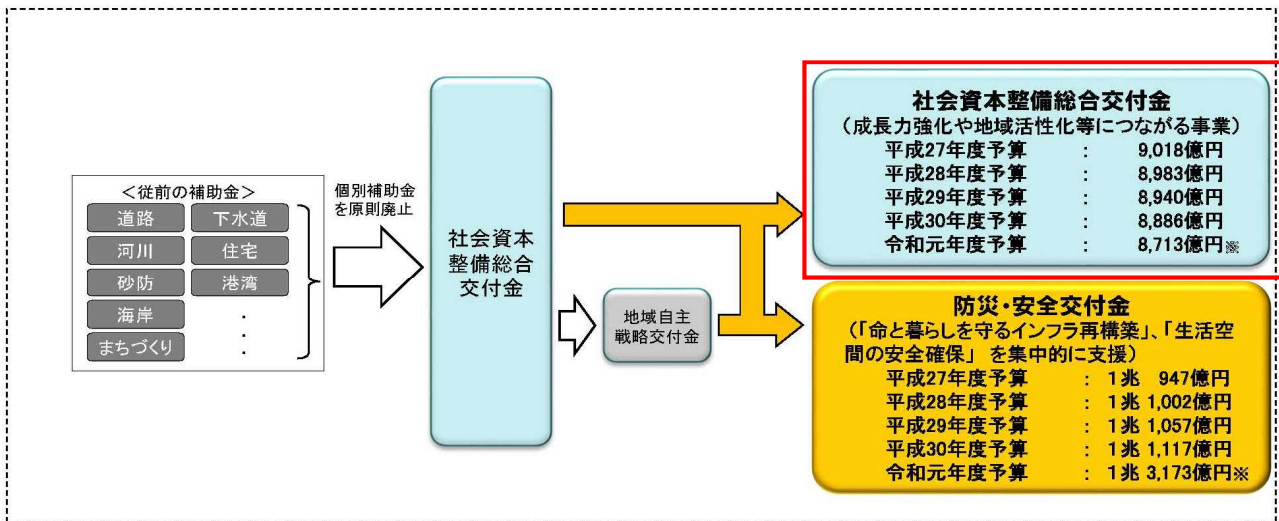 ＜従前の補助金＞
道路
下水道
河川
住宅
砂防
港湾
海岸
まちづくり
・
・
個別補助金
を原則廃止
社会資本
整備総合
交付金
地域自主
戦略交付金
社会資本整備総合交付金
（成長力強化や地域活性化等につながる事業）
平成27年度予算 ： 9,018億円
平成28年度予算 ： 8,983億円
平成29年度予算 ： 8,940億円
平成30年度予算 ： 8,886億円
令和元年度予算 ： 8,713億円※
防災・安全交付金
（「命と暮らしを守るインフラ再構築」、「生活空
間の安全確保」 を集中的に支援）
平成27年度予算 ： 1兆 947億円
平成28年度予算 ： 1兆 1,002億円
平成29年度予算 ： 1兆 1,057億円
平成30年度予算 ： 1兆 1,117億円
令和元年度予算 ： 1兆 3,173億円※